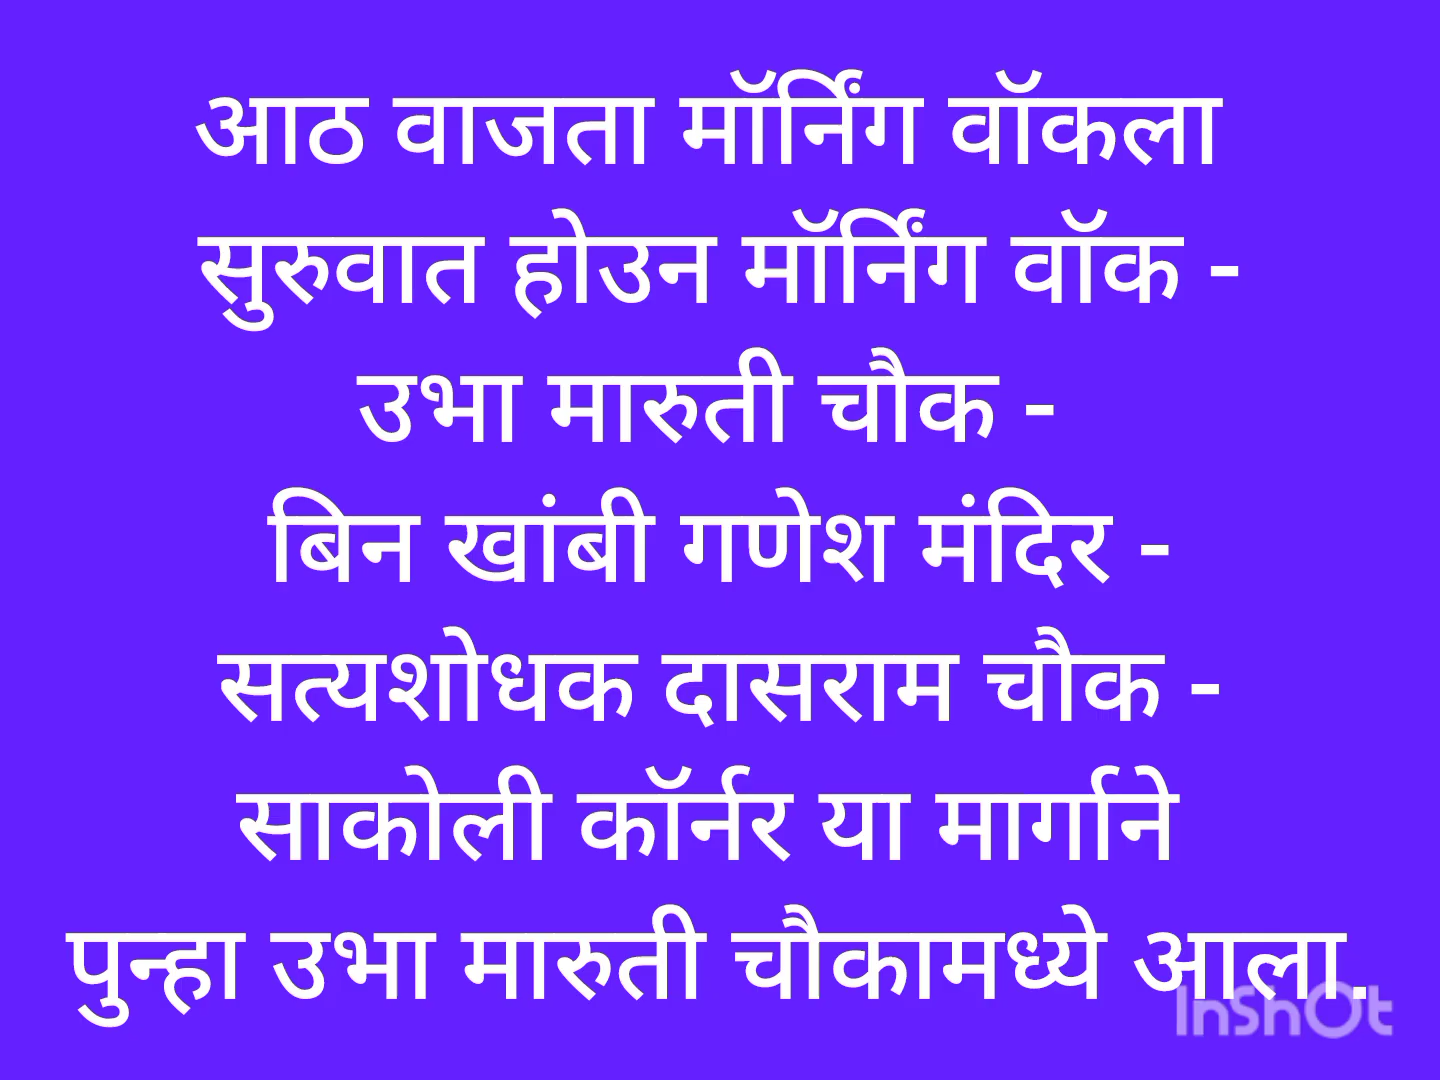 आठ वाजता मॉर्निंग वॉकला
सुरुवात होउन मॉर्निंग वॉक -
उभा मारुती चौक -
बिन खांबी गणेश मंदिर -
सत्यशोधक दासराम चौक -
साकोली कॉर्नर या मार्गाने
पुन्हा उभा मारुती चौकामध्ये आला.
InShOt